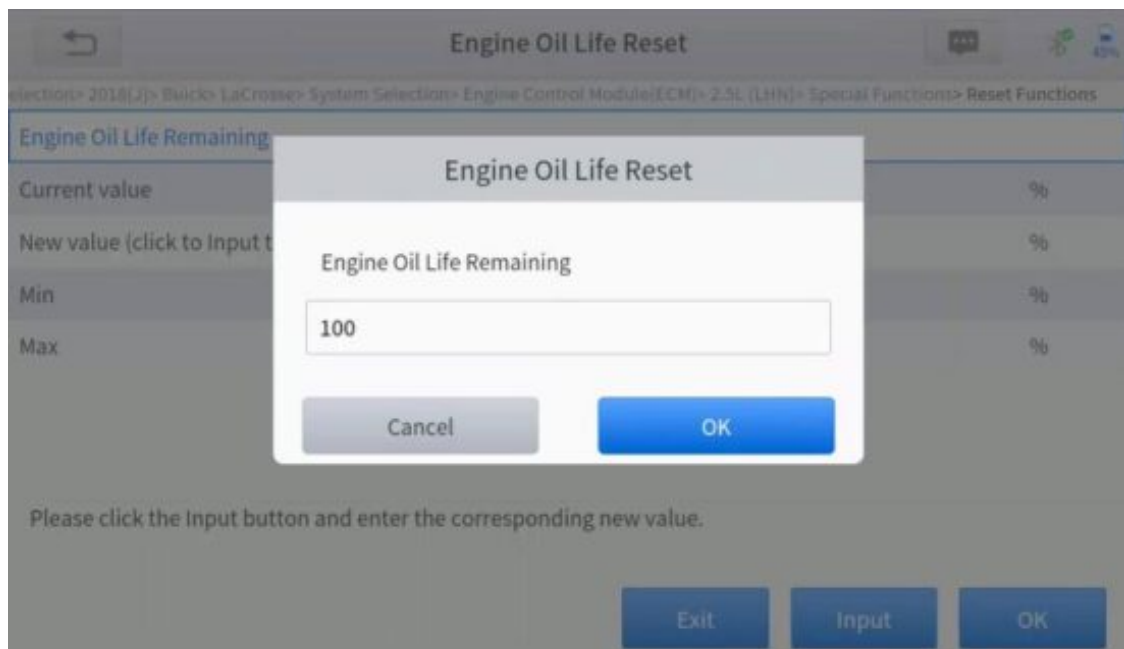 Engine Oil Life Reset
49%
election> 2018(J)> Buick> LaCrosse> System Selection> Engine Control Module(ECM)> 2.5L (LHN)> Special Functions> Reset Functions
Engine Oil Life Remaining
Engine Oil Life Reset
Current value
%
New value (click to Input t
%
Engine Oil Life Remaining
Min
%
100
Max
%
Cancel
OK
Please click the Input button and enter the corresponding new value.
Exit
Input
OK